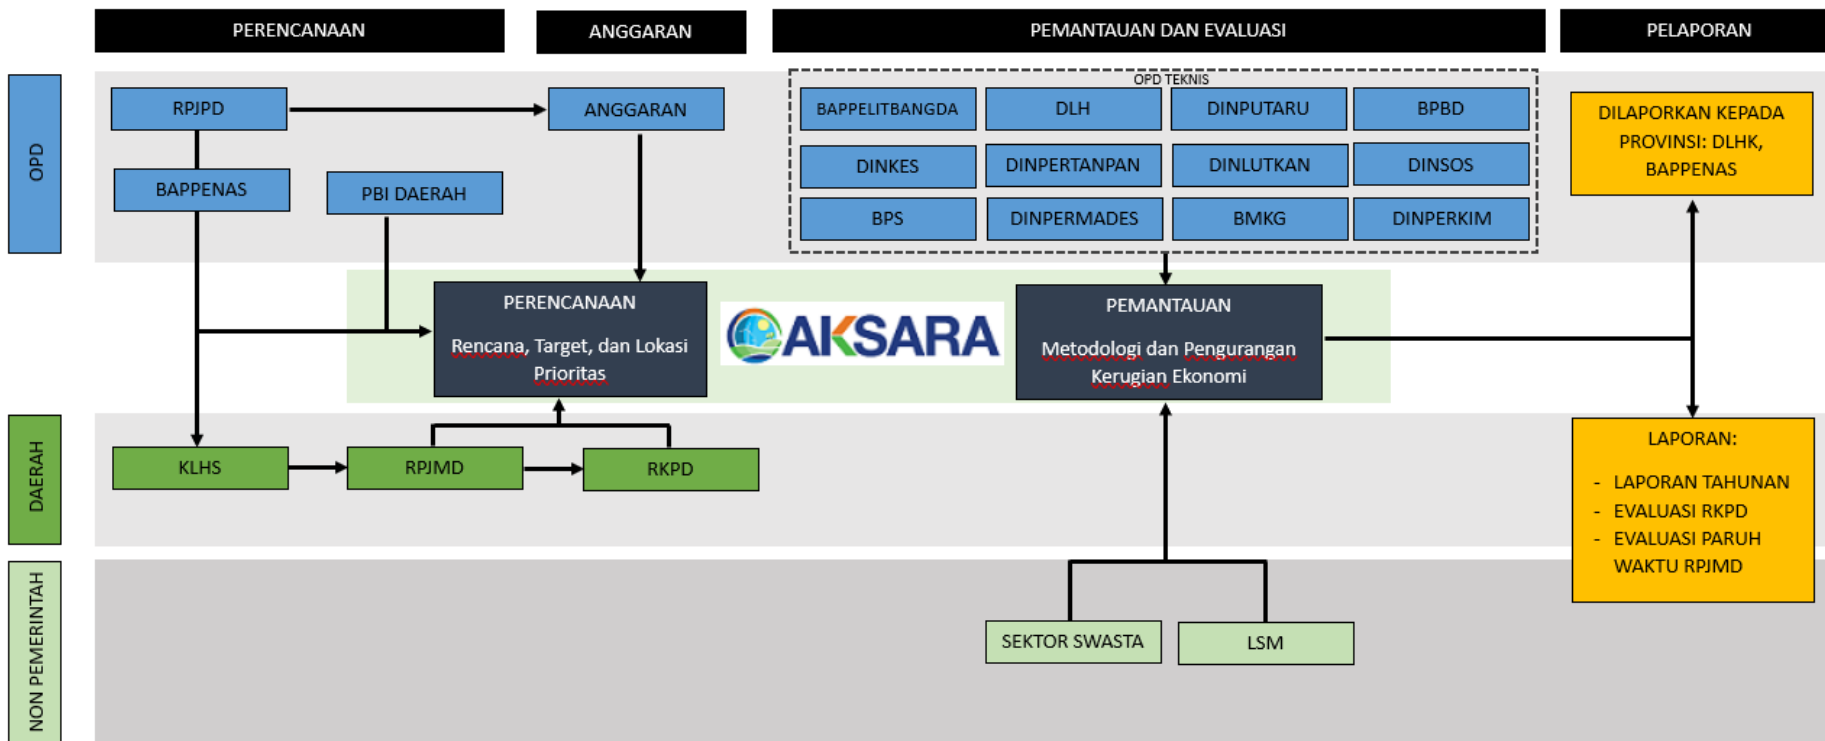 PERENCANAAN
ANGGARAN
PEMANTAUAN DAN EVALUASI
PELAPORAN
OPD
RPJPD
ANGGARAN
BAPPENAS
PBI DAERAH
OPD TEKNIS
BAPPELITBANGDA
DLH
DINPUTARU
BPBD
DINKES
DINPERTANPAN
DINLUTKAN
DINSOS
BPS
DINPERMADES
BMKG
DINPERKIM
DILAPORKAN KEPADA
PROVINSI: DLHK,
BAPPENAS
PERENCANAAN
Rencana, Target, dan Lokasi
Prioritas
AKSARA
PEMANTAUAN
Metodologi dan Pengurangan
Kerugian Ekonomi
DAERAH
KLHS
RPJMD
RKPD
LAPORAN:
- LAPORAN TAHUNAN
- EVALUASI RKPD
- EVALUASI PARUH
WAKTU RPJMD
NON PEMERINTAH
SEKTOR SWASTA
LSM